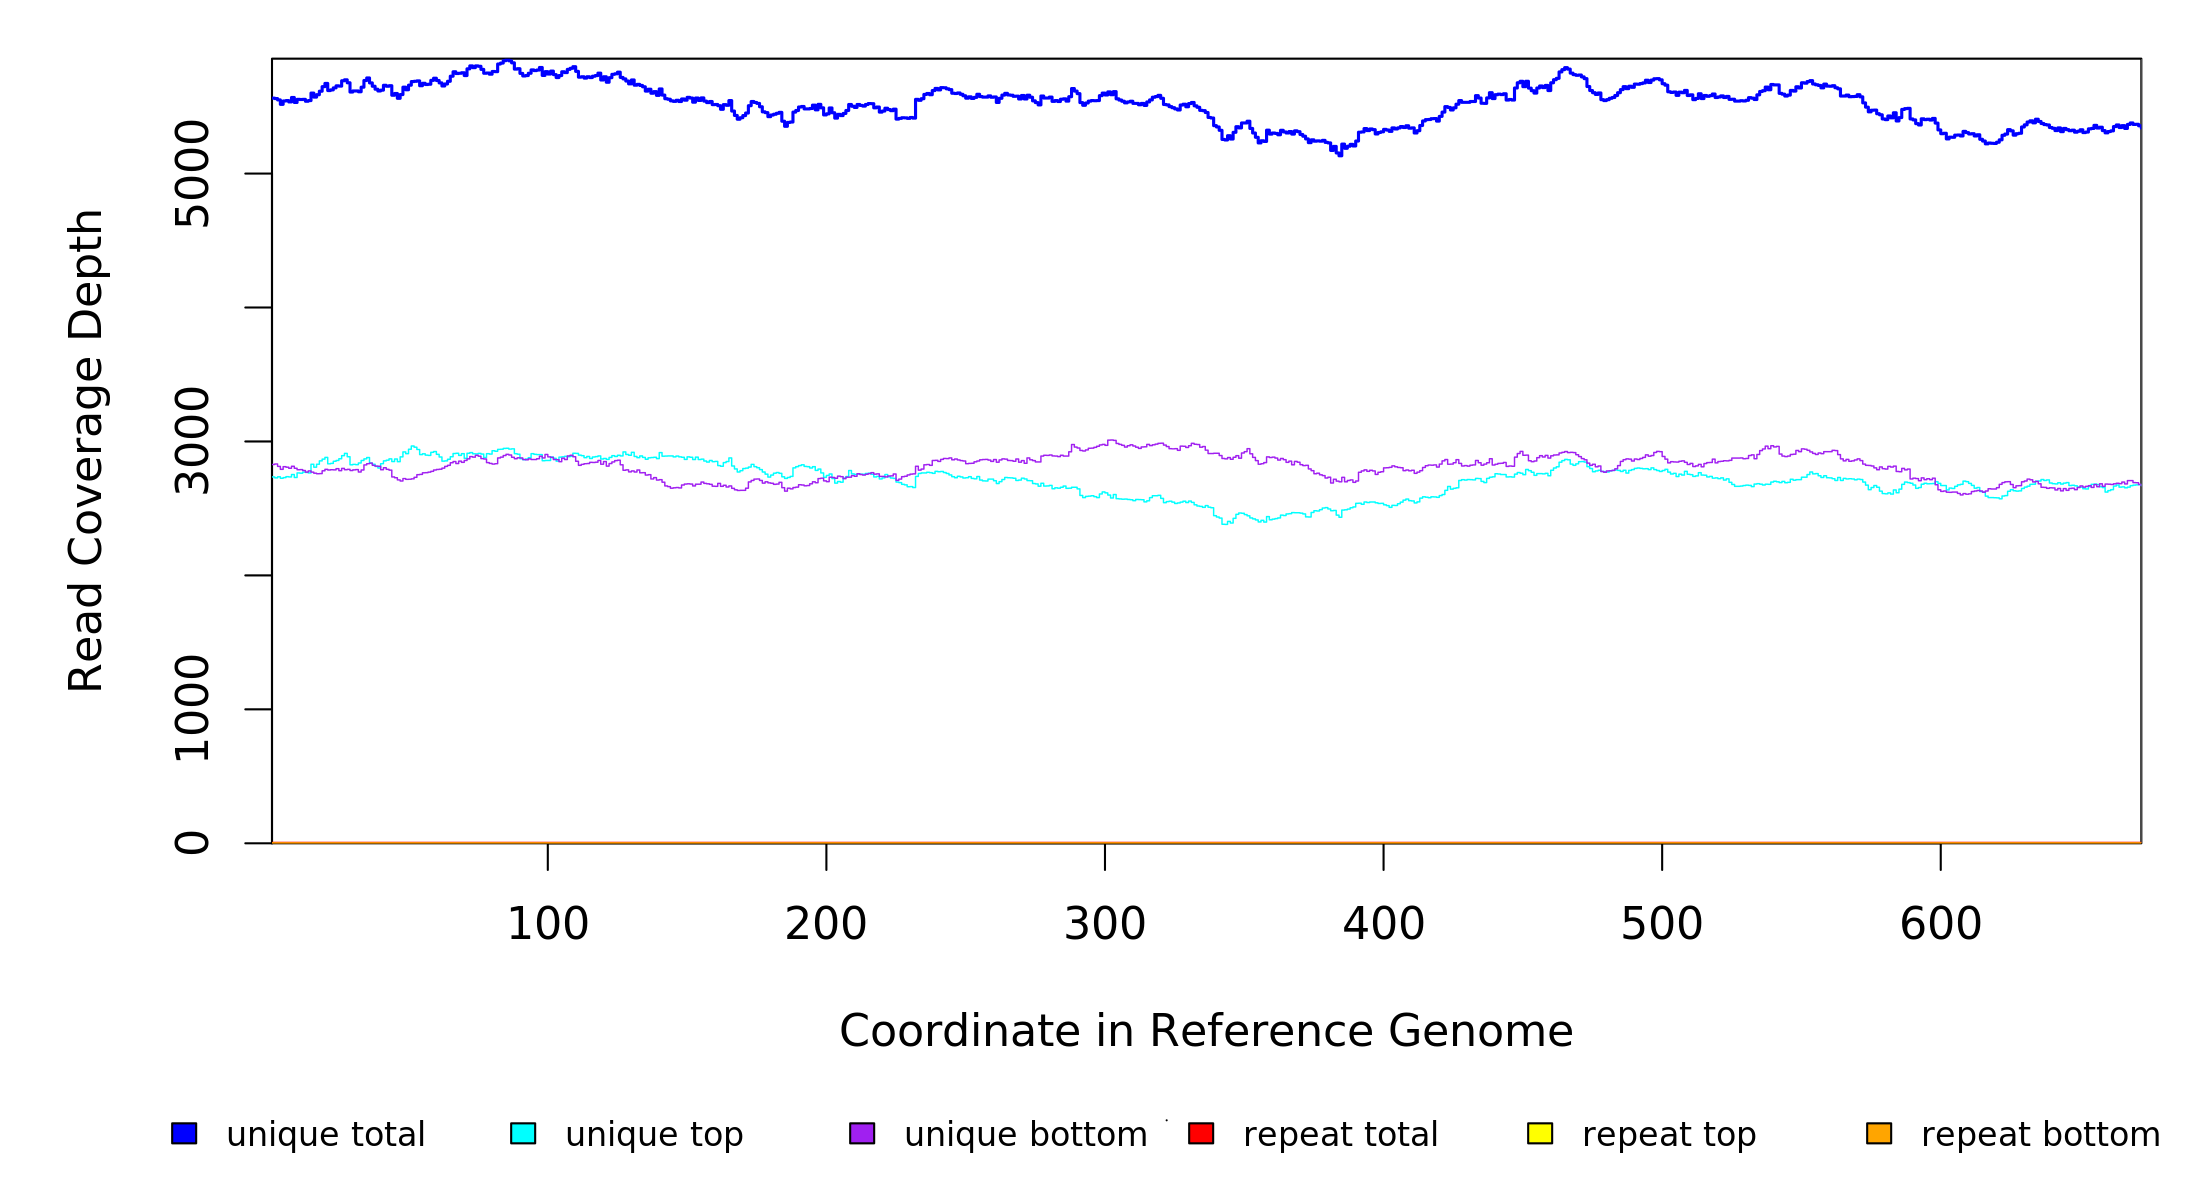 Read Coverage Depth
5000
3000
1000
0
100 200 300 400 500 600
Coordinate in Reference Genome
unique total unique top unique bottom repeat total repeat top repeat bottom